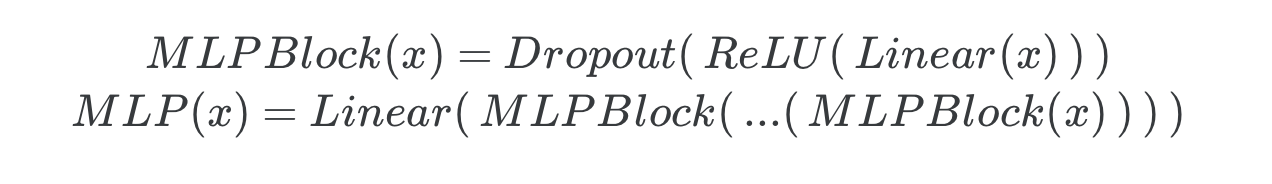 MLPBlock(x) = Dropout( ReLU( Linear(x) ) )
MLP(x) = Linear( MLPBlock( ...( MLPBlock(x) ) ) )